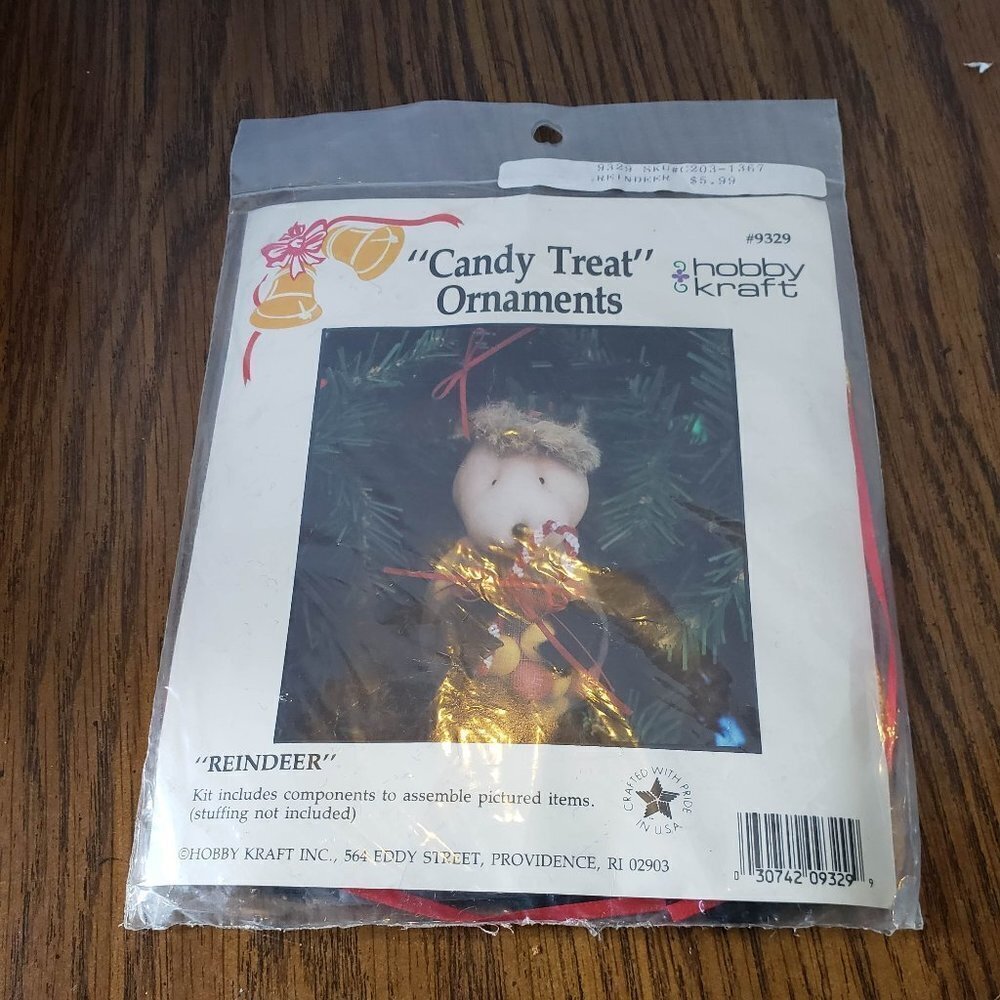 9329 SKU#C203-1367
REINDEER $5.99
#9329
"Candy Treat"
Ornaments
hobby
kraft
"REINDEER"
Kit includes components to assemble pictured items.
(stuffing not included)
CRAFTED WITH PRIDE
IN U.S.A.
©HOBBY KRAFT INC., 564 EDDY STREET, PROVIDENCE, RI 02903
0 30742 09329 9